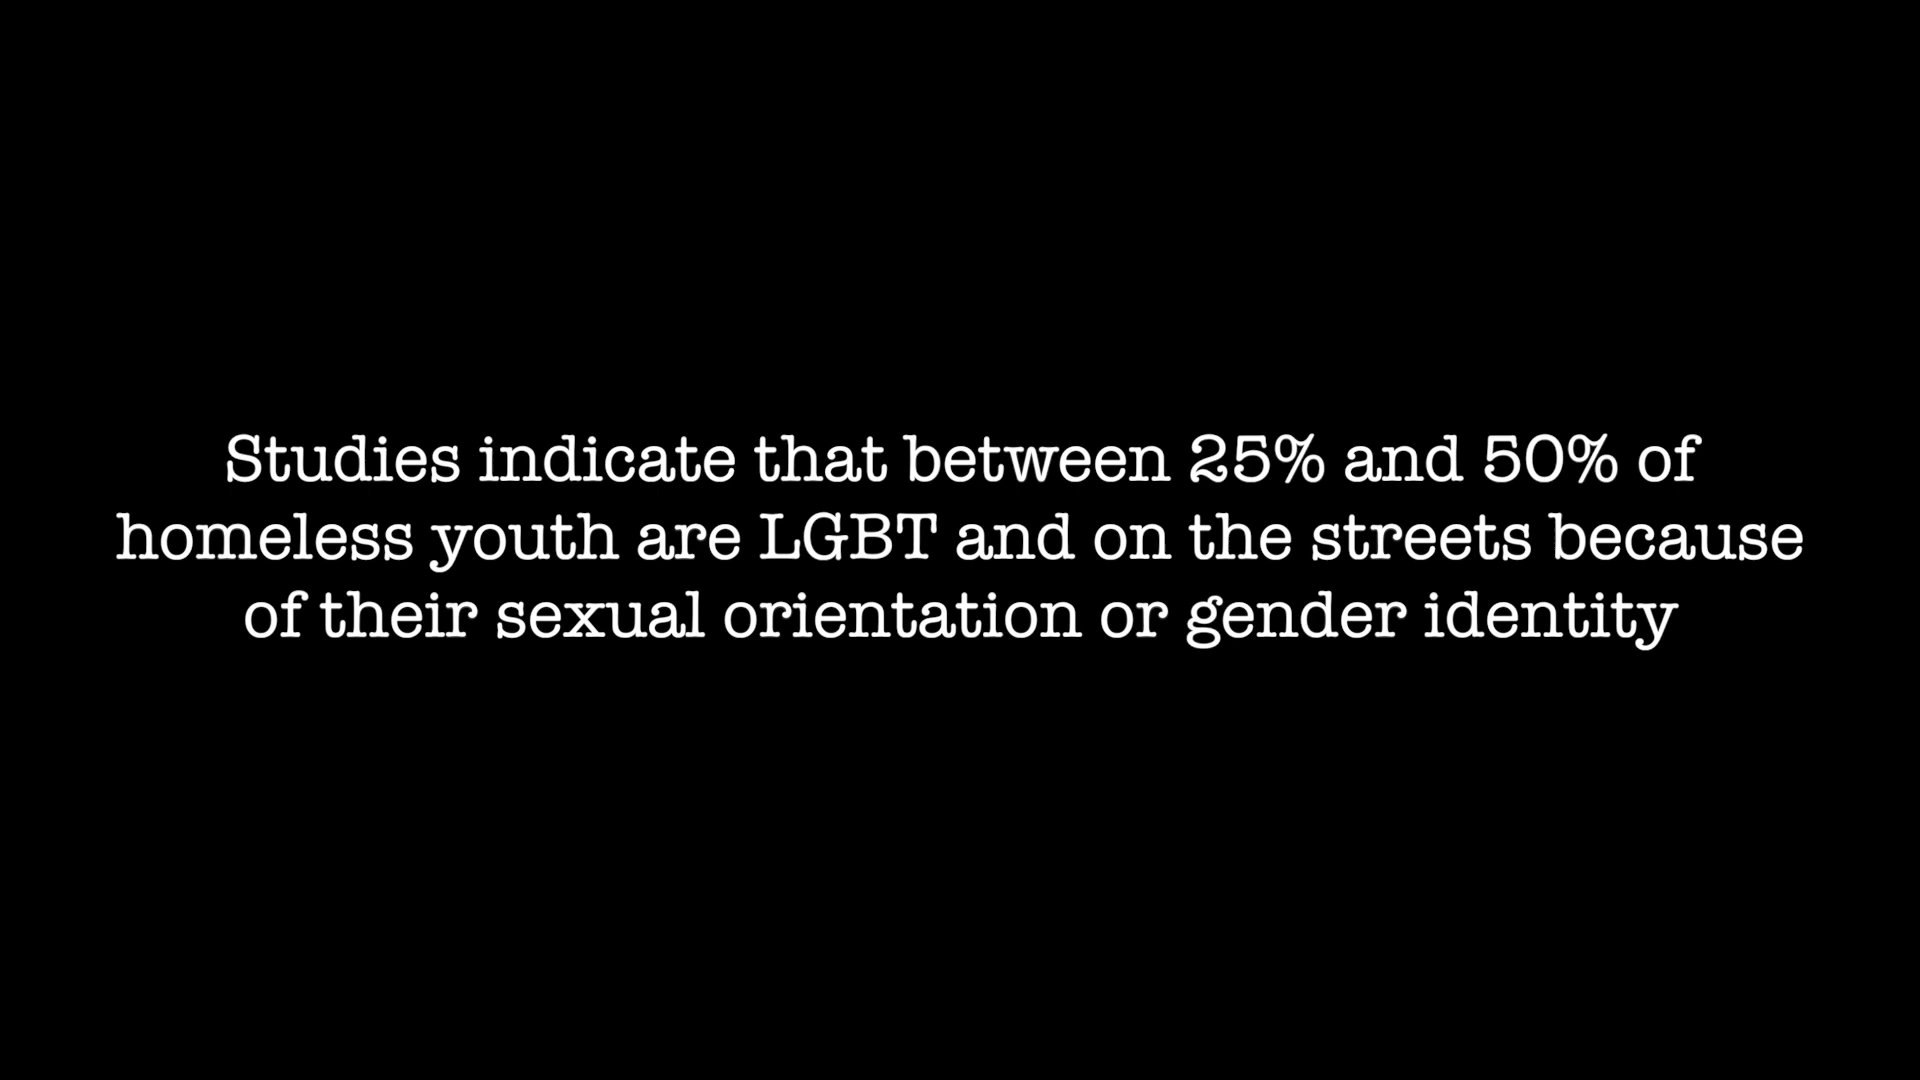 Studies indicate that between 25% and 50% of
homeless youth are LGBT and on the streets because
of their sexual orientation or gender identity